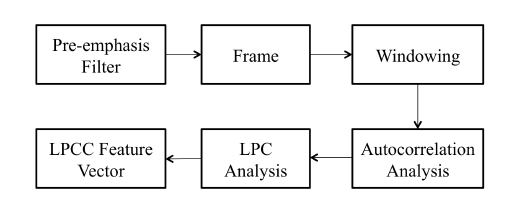 Pre-emphasis
Filter
Frame
Windowing
Autocorrelation
Analysis
LPC
Analysis
LPCC Feature
Vector